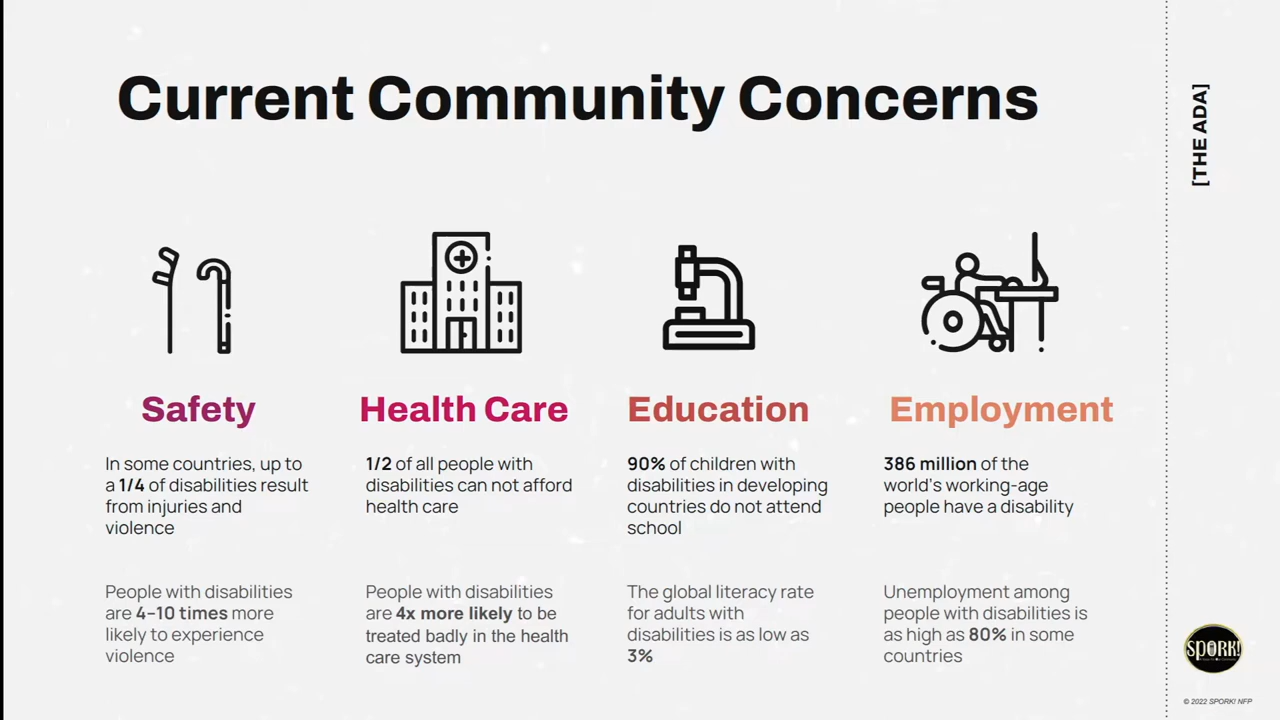 Current Community Concerns
[THE ADA]
Safety
In some countries, up to
a 1/4 of disabilities result
from injuries and
violence
People with disabilities
are 4–10 times more
likely to experience
violence
Health Care
1/2 of all people with
disabilities can not afford
health care
People with disabilities
are 4x more likely to be
treated badly in the health
care system
Education
90% of children with
disabilities in developing
countries do not attend
school
The global literacy rate
for adults with
disabilities is as low as
3%
Employment
386 million of the
world's working-age
people have a disability
Unemployment among
people with disabilities is
as high as 80% in some
countries
SPORK!
© 2022 SPORK! NFP